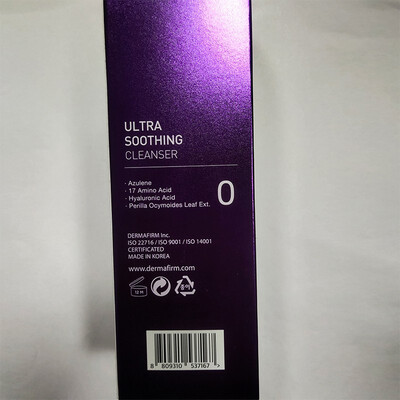 ULTRA
SOOTHING
CLEANSER
· Azulene
· 17 Amino Acid
· Hyaluronic Acid
· Perilla Ocymoides Leaf Ext.
0
DERMAFIRM Inc.
ISO 22716 / ISO 9001 / ISO 14001
CERTIFICATED
MADE IN KOREA
www.dermafirm.com
12 M
8 809310 537167 >